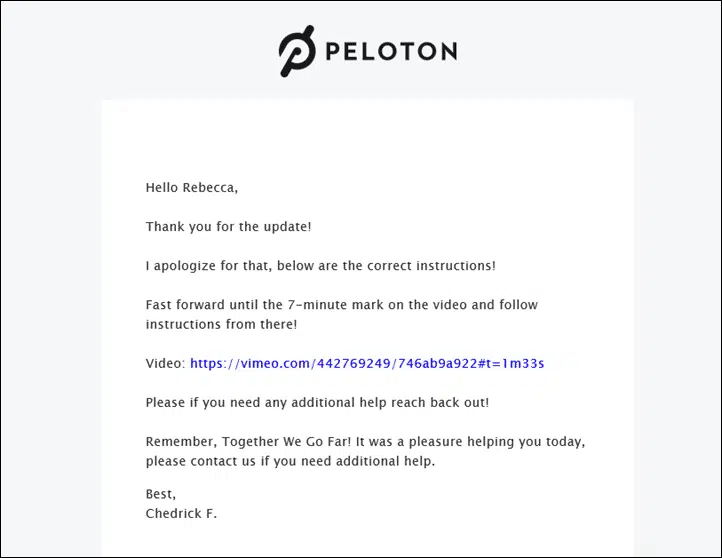 PELOTON
Hello Rebecca,
Thank you for the update!
I apologize for that, below are the correct instructions!
Fast forward until the 7-minute mark on the video and follow
instructions from there!
Video: https://vimeo.com/442769249/746ab9a922#t=1m33s
Please if you need any additional help reach back out!
Remember, Together We Go Far! It was a pleasure helping you today,
please contact us if you need additional help.
Best,
Chedrick F.